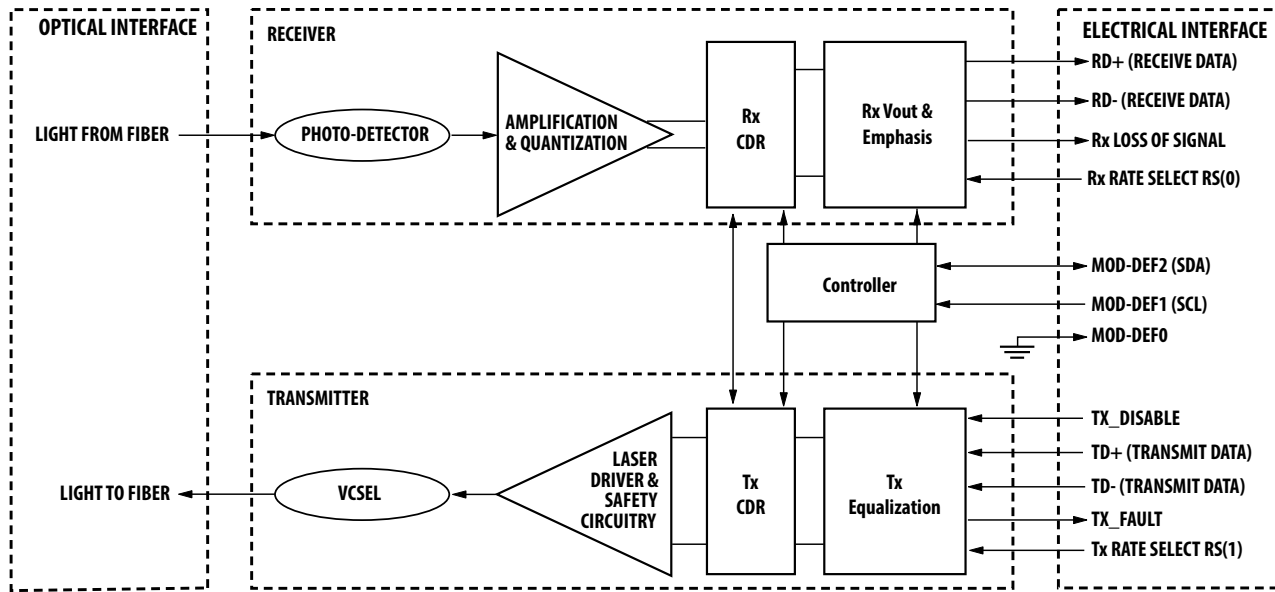 OPTICAL INTERFACE
RECEIVER
ELECTRICAL INTERFACE
LIGHT FROM FIBER
PHOTO-DETECTOR
AMPLIFICATION
& QUANTIZATION
Rx
CDR
Rx Vout &
Emphasis
RD+ (RECEIVE DATA)
RD- (RECEIVE DATA)
Rx LOSS OF SIGNAL
Rx RATE SELECT RS(0)
Controller
MOD-DEF2 (SDA)
MOD-DEF1 (SCL)
MOD-DEF0
TRANSMITTER
LIGHT TO FIBER
VCSEL
LASER
DRIVER &
SAFETY
CIRCUITRY
Tx
CDR
Tx
Equalization
TX_DISABLE
TD+ (TRANSMIT DATA)
TD- (TRANSMIT DATA)
TX_FAULT
Tx RATE SELECT RS(1)